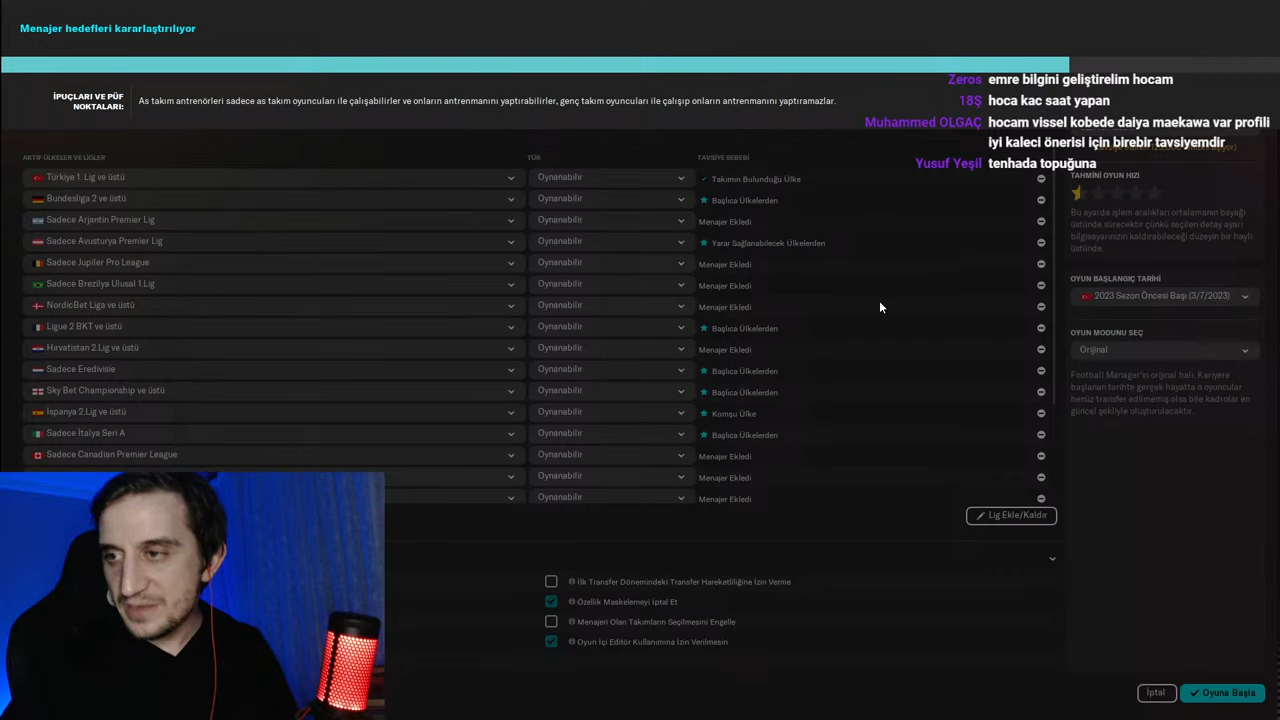 Menajer hedefleri kararlaştırılıyor
İPUÇLARI VE PÜF
NOKTALARI:
As takım antrenörleri sadece as takım oyuncuları ile çalışabilirler ve onların antrenmanını yaptırabilirler, genç takım oyuncuları ile çalışıp onların antrenmanını yaptıramazlar.
Zeros emre bilgini geliştirelim hocam
18Ş hoca kac saat yapan
Muhammed OLGAÇ hocam vissel kobede daiya maekawa var profili
iyi kaleci önerisi için birebir tavsiyemdir
Yusuf Yeşil tenhada topuğuna
AKTİF ÜLKELER VE LİGLER TÜR TAVSİYE SEBEBİ
Türkiye 1. Lig ve üstü Oynanabilir Takımın Bulunduğu Ülke
Bundesliga 2 ve üstü Oynanabilir Başlıca Ülkelerden
Sadece Arjantin Premier Lig Oynanabilir Menajer Ekledi
Sadece Avusturya Premier Lig Oynanabilir Yarar Sağlanabilecek Ülkelerden
Sadece Jupiler Pro League Oynanabilir Menajer Ekledi
Sadece Brezilya Ulusal 1.Lig Oynanabilir Menajer Ekledi
NordicBet Liga ve üstü Oynanabilir Menajer Ekledi
Ligue 2 BKT ve üstü Oynanabilir Başlıca Ülkelerden
Hırvatistan 2.Lig ve üstü Oynanabilir Menajer Ekledi
Sadece Eredivisie Oynanabilir Başlıca Ülkelerden
Sky Bet Championship ve üstü Oynanabilir Başlıca Ülkelerden
İspanya 2.Lig ve üstü Oynanabilir Komşu Ülke
Sadece İtalya Seri A Oynanabilir Başlıca Ülkelerden
Sadece Canadian Premier League Oynanabilir Menajer Ekledi
Oynanabilir Menajer Ekledi
Oynanabilir Menajer Ekledi
Lig Ekle/Kaldır
TAHMİNİ OYUN HIZI
Bu ayarda işlem aralıkları ortalamanın bayağı
üstünde sürecektir çünkü seçilen detay ayarı
bilgisayarınızın kaldırabileceği düzeyin bir hayli
üstünde.
OYUN BAŞLANGIÇ TARİHİ
2023 Sezon Öncesi Başı (3/7/2023)
OYUN MODUNU SEÇ
Orijinal
Football Manager'ın orijinal hali. Kariyere
başlanan tarihte gerçek hayatta o oyuncular
henüz transfer edilmemiş olsa bile kadrolar en
güncel şekliyle oluşturulacaktır.
İlk Transfer Dönemindeki Transfer Hareketliliğine İzin Verme
Özellik Maskelemeyi İptal Et
Menajeri Olan Takımların Seçilmesini Engelle
Oyun İçi Editör Kullanımına İzin Verilmesin
İptal
Oyuna Başla